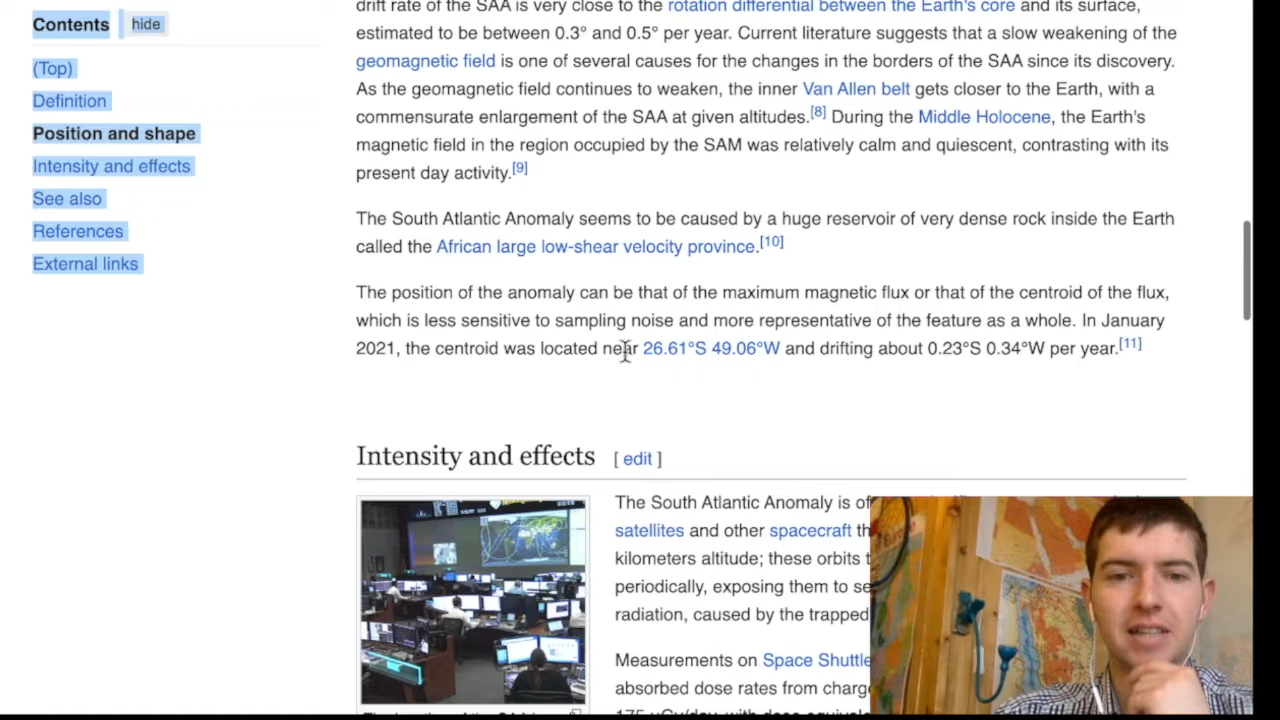 Contents hide
(Top)
Definition
Position and shape
Intensity and effects
See also
References
External links
drift rate of the SAA is very close to the rotation differential between the Earth's core and its surface,
estimated to be between 0.3° and 0.5° per year. Current literature suggests that a slow weakening of the
geomagnetic field is one of several causes for the changes in the borders of the SAA since its discovery.
As the geomagnetic field continues to weaken, the inner Van Allen belt gets closer to the Earth, with a
commensurate enlargement of the SAA at given altitudes.[8] During the Middle Holocene, the Earth's
magnetic field in the region occupied by the SAM was relatively calm and quiescent, contrasting with its
present day activity.[9]
The South Atlantic Anomaly seems to be caused by a huge reservoir of very dense rock inside the Earth
called the African large low-shear velocity province.[10]
The position of the anomaly can be that of the maximum magnetic flux or that of the centroid of the flux,
which is less sensitive to sampling noise and more representative of the feature as a whole. In January
2021, the centroid was located near 26.61°S 49.06°W and drifting about 0.23°S 0.34°W per year.[11]
Intensity and effects [ edit ]
The South Atlantic Anomaly is of
satellites and other spacecraft th
kilometers altitude; these orbits t
periodically, exposing them to se
radiation, caused by the trapped
Measurements on Space Shuttle
absorbed dose rates from charg